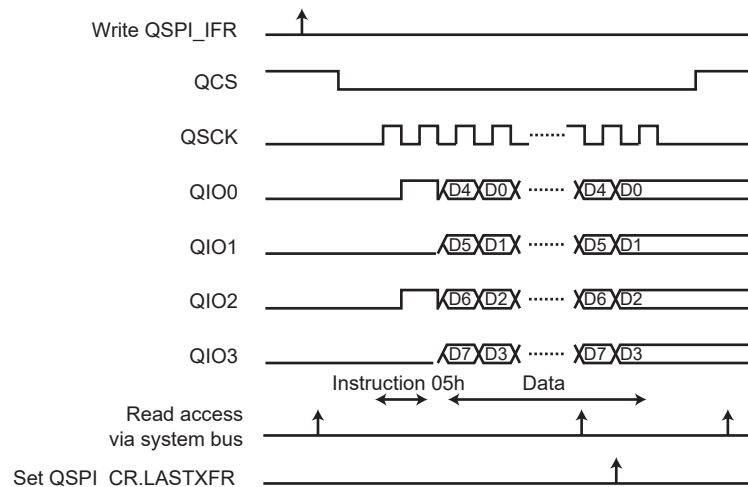 Write QSPI_IFR
QCS
QSCK
QIO0 D4 D0 D4 D0
QIO1 D5 D1 D5 D1
QIO2 D6 D2 D6 D2
QIO3 D7 D3 D7 D3
Instruction 05h Data
Read access
via system bus
Set QSPI_CR.LASTXFR